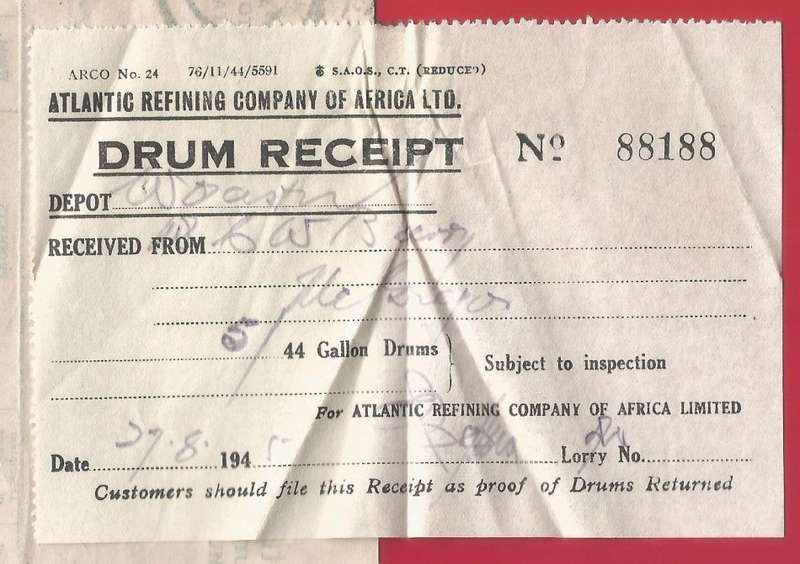 ARCO No. 24 76/11/44/5591 S.A.O.S., C.T. (REDUCED)
ATLANTIC REFINING COMPANY OF AFRICA LTD.
DRUM RECEIPT No 88188
DEPOT
RECEIVED FROM
McGregor
44 Gallon Drums
Subject to inspection
For ATLANTIC REFINING COMPANY OF AFRICA LIMITED
Date 27.8. 1945 Lorry No.
Customers should file this Receipt as proof of Drums Returned